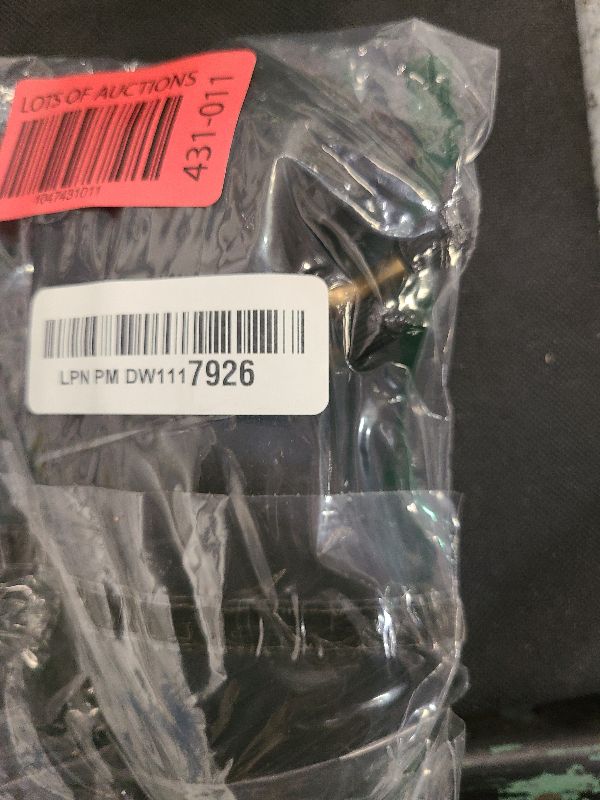 LOTS OF AUCTIONS
431-011
1047431011
LPN PM DW1117926